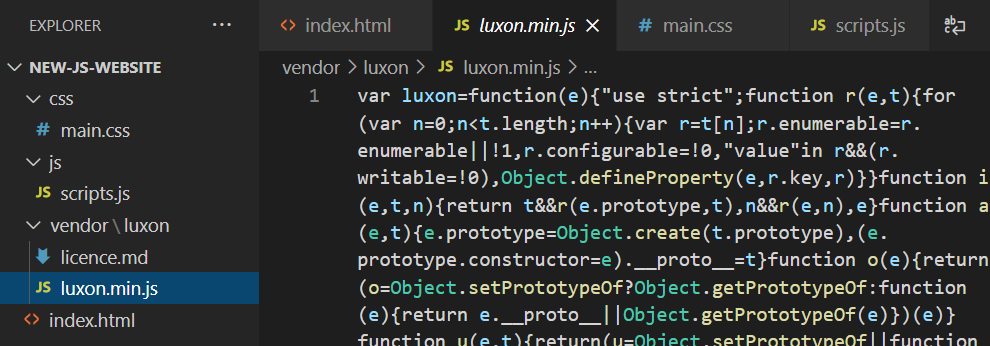 EXPLORER ...
NEW-JS-WEBSITE
css
main.css
js
JS scripts.js
vendor \ luxon
licence.md
JS luxon.min.js
<> index.html
<> index.html JS luxon.min.js × # main.css JS scripts.js
vendor > luxon > JS luxon.min.js > ...
1 var luxon=function(e){"use strict";function r(e,t){for
(var n=0;n<t.length;n++){var r=t[n];r.enumerable=r.
enumerable||!1,r.configurable=!0,"value"in r&&(r.
writable=!0),Object.defineProperty(e,r.key,r)}}function i
(e,t,n){return t&&r(e.prototype,t),n&&r(e,n),e}function a
(e,t){e.prototype=Object.create(t.prototype),(e.
prototype.constructor=e).__proto__=t}function o(e){return
(o=Object.setPrototypeOf?Object.getPrototypeOf:function
(e){return e.__proto__||Object.getPrototypeOf(e)})(e)}
function u(e,t){return(u=Object.setPrototypeOf||function